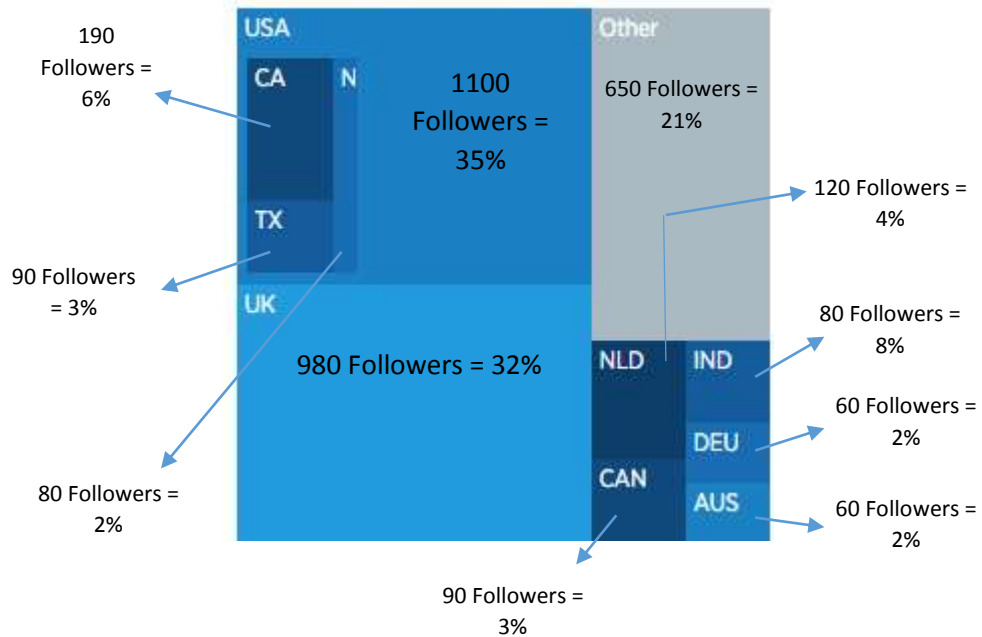 190
Followers =
6%
USA
CA
N
1100
Followers =
35%
TX
90 Followers
= 3%
Other
650 Followers =
21%
120 Followers =
4%
UK
980 Followers = 32%
80 Followers =
2%
NLD
IND
80 Followers =
8%
DEU
60 Followers =
2%
CAN
AUS
60 Followers =
2%
90 Followers =
3%